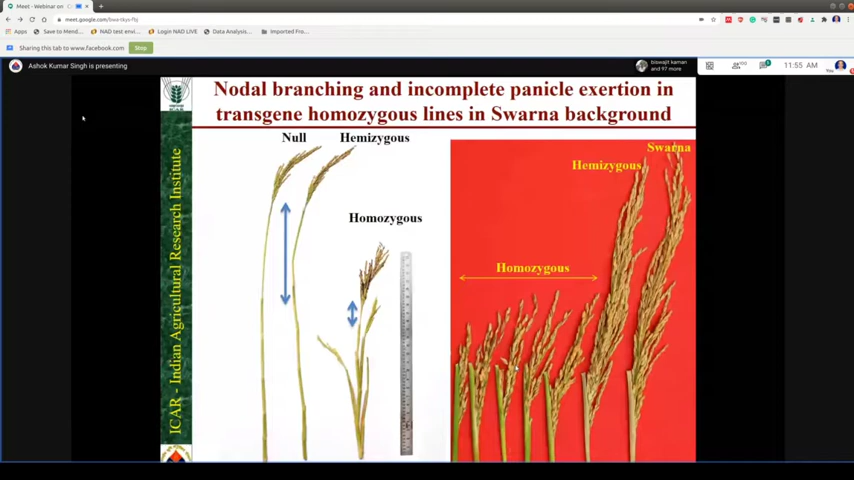 Meet - Webinar on
meet.google.com/bwa-tkys-fbj
Apps
Save to Mend...
NAD test envi...
Login NAD LIVE
Data Analysis...
Imported Fro...
Sharing this tab to www.facebook.com
Stop
Ashok Kumar Singh is presenting
biswajit kaman
and 97 more
11:55 AM
You
Nodal branching and incomplete panicle exertion in
transgene homozygous lines in Swarna background
ICAR - Indian Agricultural Research Institute
Null
Hemizygous
Homozygous
Swarna
Hemizygous
Homozygous